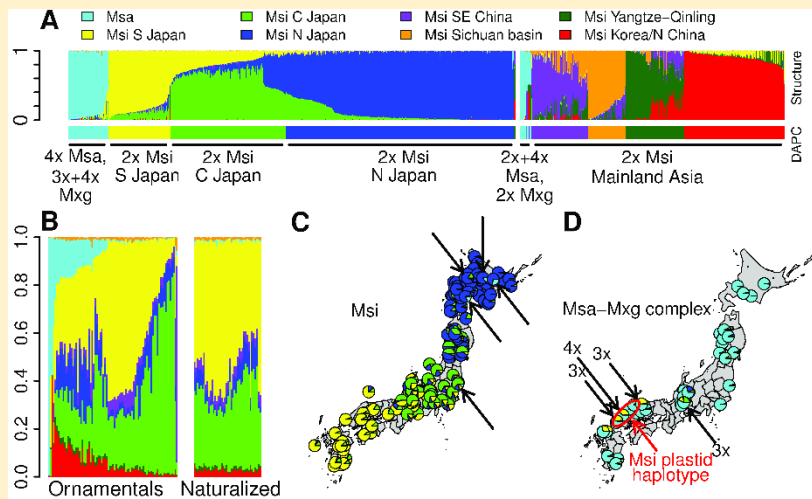 Msa
Msi C Japan
Msi SE China
Msi Yangtze-Qinling
Msi S Japan
Msi N Japan
Msi Sichuan basin
Msi Korea/N China
A
1
0
Structure
DAPC
4x Msa,
3x+4x
Mxg
2x Msi
S Japan
2x Msi
C Japan
2x Msi
N Japan
2x+4x
Msa,
2x Mxg
2x Msi
Mainland Asia
B
1.0
0.8
0.6
0.4
0.2
0.0
Ornamentals
Naturalized
C
Msi
D
Msa-Mxg complex
4x
3x
3x
3x
Msi plastid
haplotype